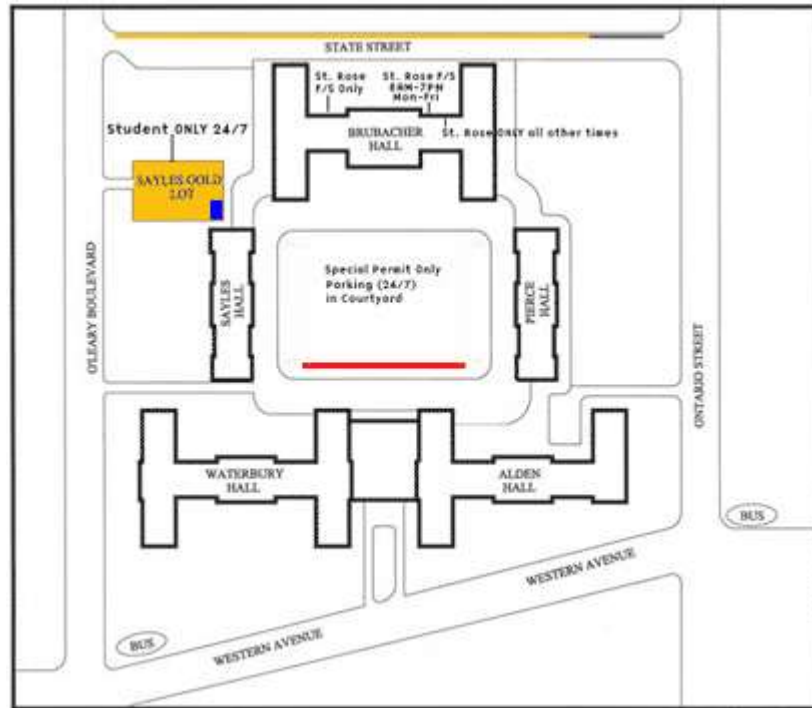 STATE STREET
St. Rose
F/S Only
St. Rose F/S
8AM-7PM
Mon-Fri
Student ONLY 24/7
St. Rose ONLY all other times
BRUBACHER
HALL
SAYLES GOLD
LOT
O'LEARY BOULEVARD
SAYLES
HALL
Special Permit Only
Parking (24/7)
in Courtyard
PIERCE
HALL
ONTARIO STREET
WATERBURY
HALL
ALDEN
HALL
BUS
WESTERN AVENUE
BUS
WESTERN AVENUE